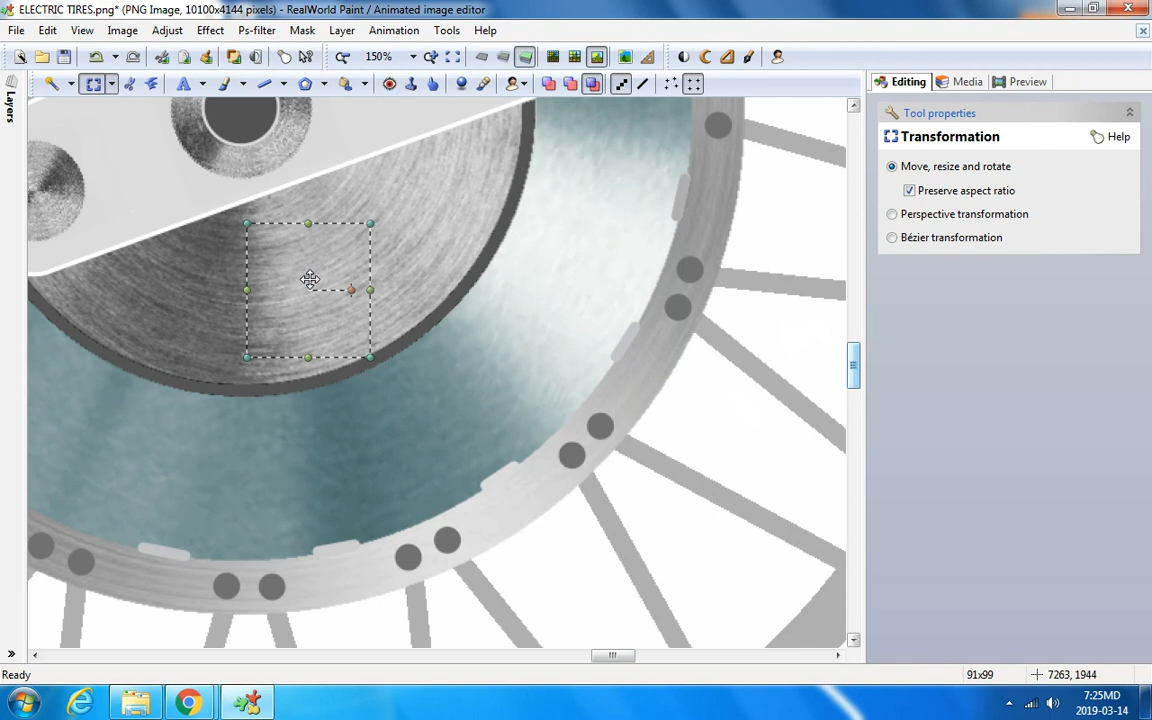 ELECTRIC TIRES.png* (PNG Image, 10100x4144 pixels) - RealWorld Paint / Animated image editor
File Edit View Image Adjust Effect Ps-filter Mask Layer Animation Tools Help
150%
Layers
Editing Media Preview
Tool properties
Transformation Help
Move, resize and rotate
Preserve aspect ratio
Perspective transformation
Bézier transformation
Ready 91x99 7263, 1944
7:25MD
2019-03-14